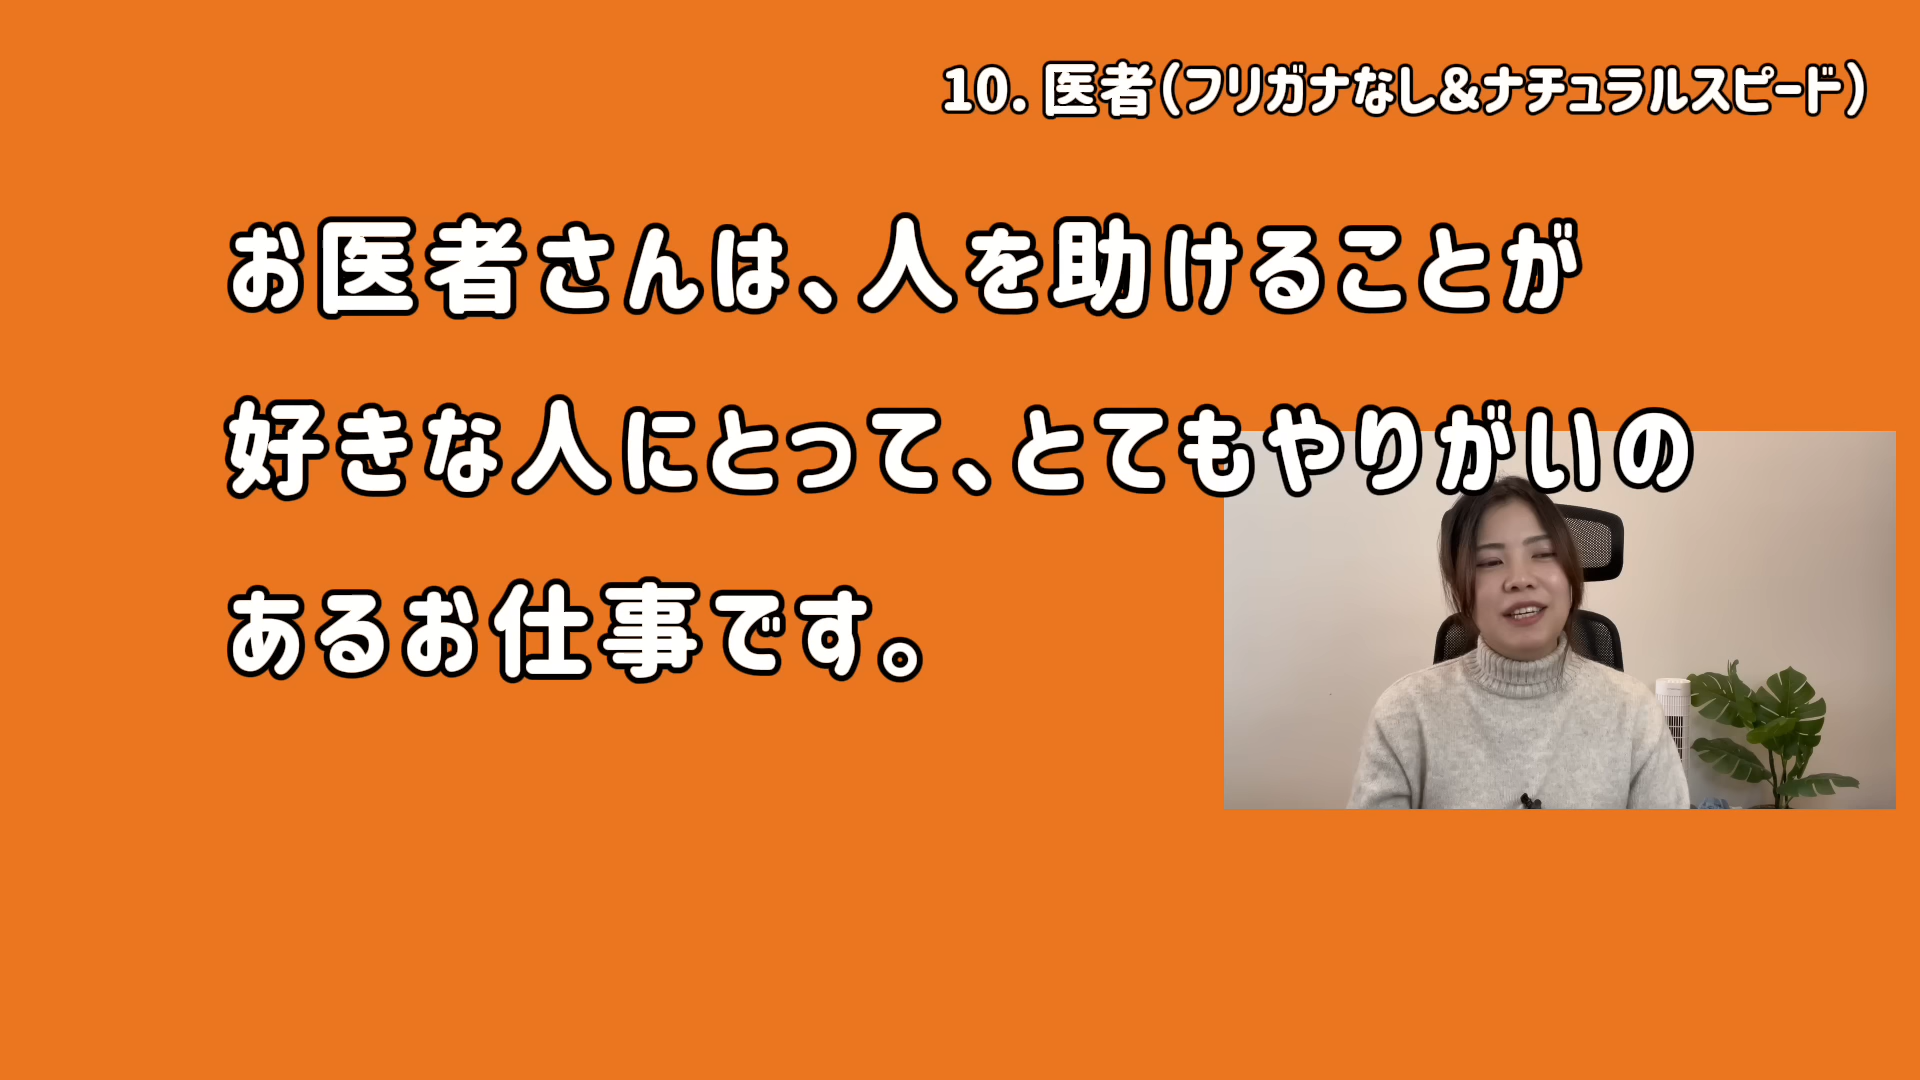 10. 医者(フリガナなし&ナチュラルスピード)
お医者さんは、人を助けることが
好きな人にとって、とてもやりがいの
あるお仕事です。